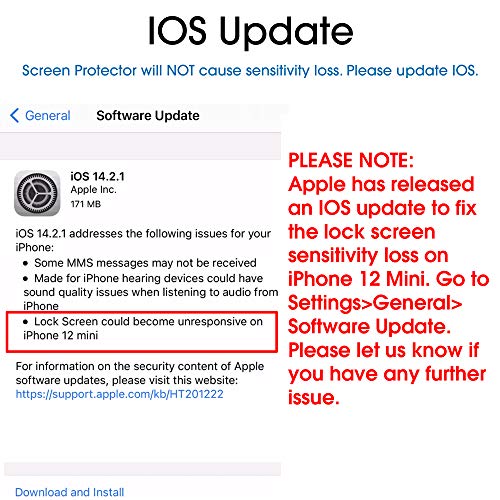 IOS Update
Screen Protector will NOT cause sensitivity loss. Please update IOS.
General
Software Update
iOS 14.2.1
Apple Inc.
171 MB
iOS 14.2.1 addresses the following issues for your
iPhone:
• Some MMS messages may not be received
• Made for iPhone hearing devices could have
sound quality issues when listening to audio from
iPhone
• Lock Screen could become unresponsive on
iPhone 12 mini
For information on the security content of Apple
software updates, please visit this website:
https://support.apple.com/kb/HT201222
Download and Install
PLEASE NOTE:
Apple has released
an IOS update to fix
the lock screen
sensitivity loss on
iPhone 12 Mini. Go to
Settings>General>
Software Update.
Please let us know if
you have any further
issue.